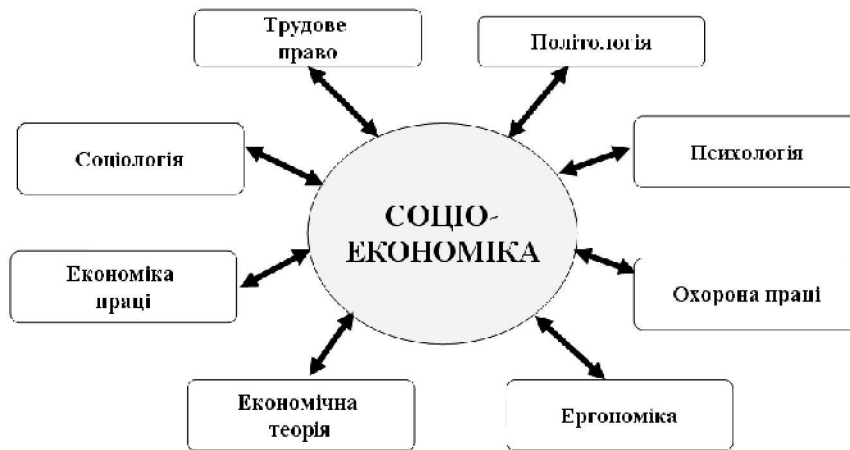 Трудове
право
Політологія
Соціологія
Психологія
СОЦІО-
ЕКОНОМІКА
Економіка
праці
Охорона праці
Економічна
теорія
Ергономіка